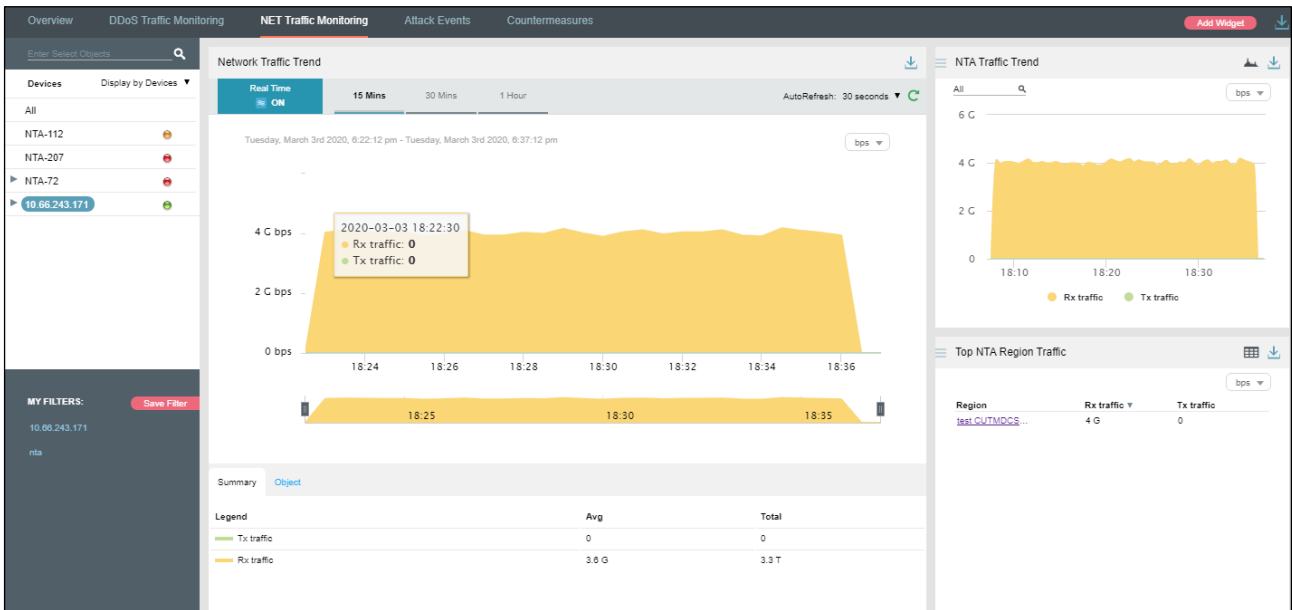 Overview DDoS Traffic Monitoring NET Traffic Monitoring Attack Events Countermeasures Add Widget
Enter Select Objects
Devices Display by Devices ▼
All
NTA-112
NTA-207
NTA-72
10.66.243.171
MY FILTERS: Save Filter
10.66.243.171
nta
Network Traffic Trend
Real Time
ON
15 Mins 30 Mins 1 Hour AutoRefresh: 30 seconds ▼
Tuesday, March 3rd 2020, 6:22:12 pm - Tuesday, March 3rd 2020, 6:37:12 pm bps
4 G bps
2 G bps
0 bps
2020-03-03 18:22:30
Rx traffic: 0
Tx traffic: 0
18:24 18:26 18:28 18:30 18:32 18:34 18:36
18:25 18:30 18:35
Summary Object
Legend Avg Total
Tx traffic 0 0
Rx traffic 3.6 G 3.3 T
NTA Traffic Trend
All bps
6 G
4 G
2 G
0
18:10 18:20 18:30
Rx traffic Tx traffic
Top NTA Region Traffic
bps
Region Rx traffic Tx traffic
test CUTMDCS... 4 G 0